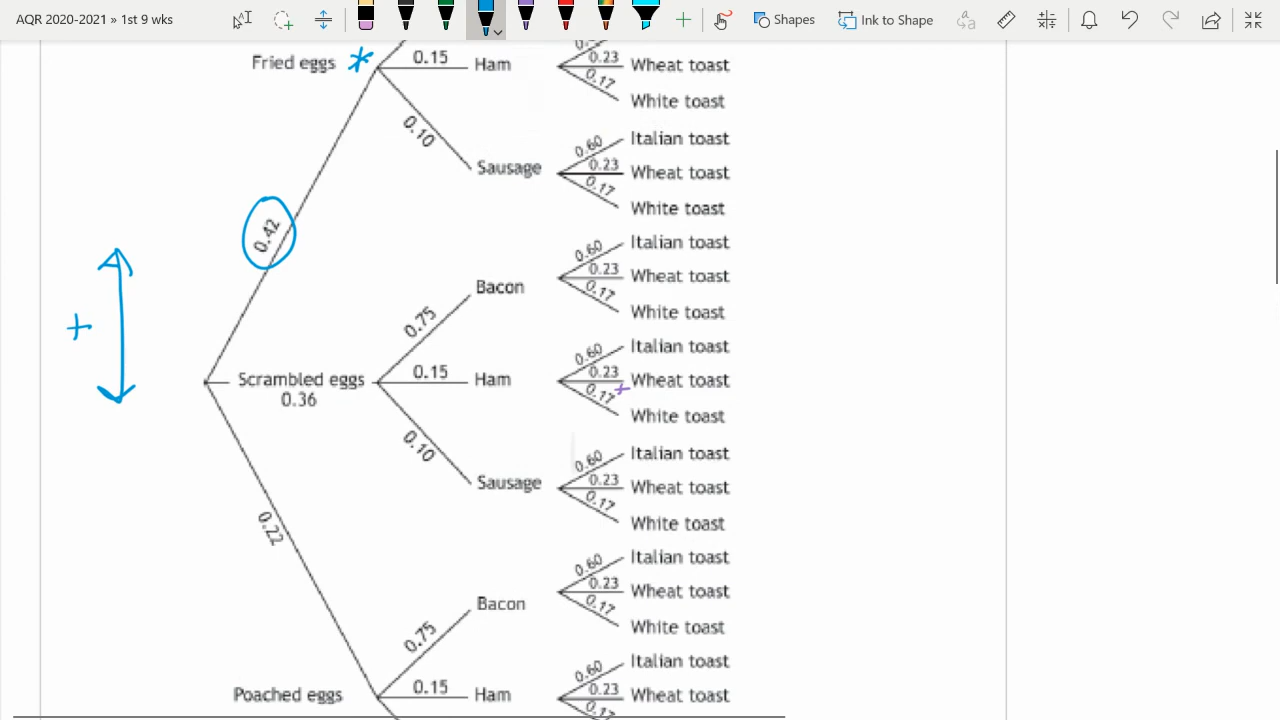 AQR 2020-2021 » 1st 9 wks
Shapes
Ink to Shape
Fried eggs *
0.15 Ham
0.23 Wheat toast
0.17 White toast
0.10
Sausage
0.60 Italian toast
0.23 Wheat toast
0.17 White toast
0.42
0.75
Bacon
0.60 Italian toast
0.23 Wheat toast
0.17 White toast
+
Scrambled eggs
0.36
0.15 Ham
0.60 Italian toast
0.23 Wheat toast
0.17 White toast
0.10
Sausage
0.60 Italian toast
0.23 Wheat toast
0.17 White toast
0.22
0.75
Bacon
0.60 Italian toast
0.23 Wheat toast
0.17 White toast
Poached eggs
0.15 Ham
0.60 Italian toast
0.23 Wheat toast
0.17